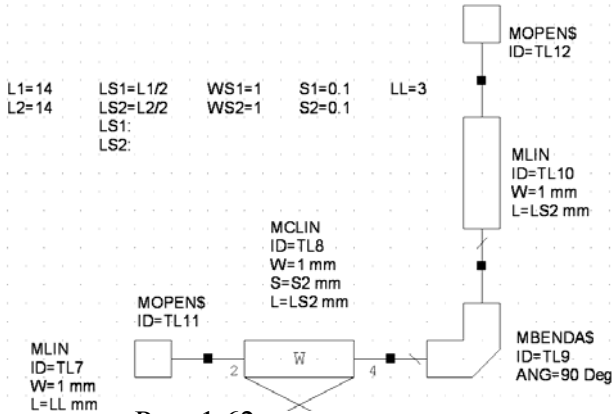 MOPEN$
ID=TL12
L1=14 LS1=L1/2 WS1=1 S1=0.1 LL=3
L2=14 LS2=L2/2 WS2=1 S2=0.1
LS1:
LS2:
MLIN
ID=TL10
W=1 mm
L=LS2 mm
MCLIN
ID=TL8
W=1 mm
S=S2 mm
L=LS2 mm
MOPEN$
ID=TL11
MBENDA$
ID=TL9
ANG=90 Deg
W
2 4
MLIN
ID=TL7
W=1 mm
L=LL mm